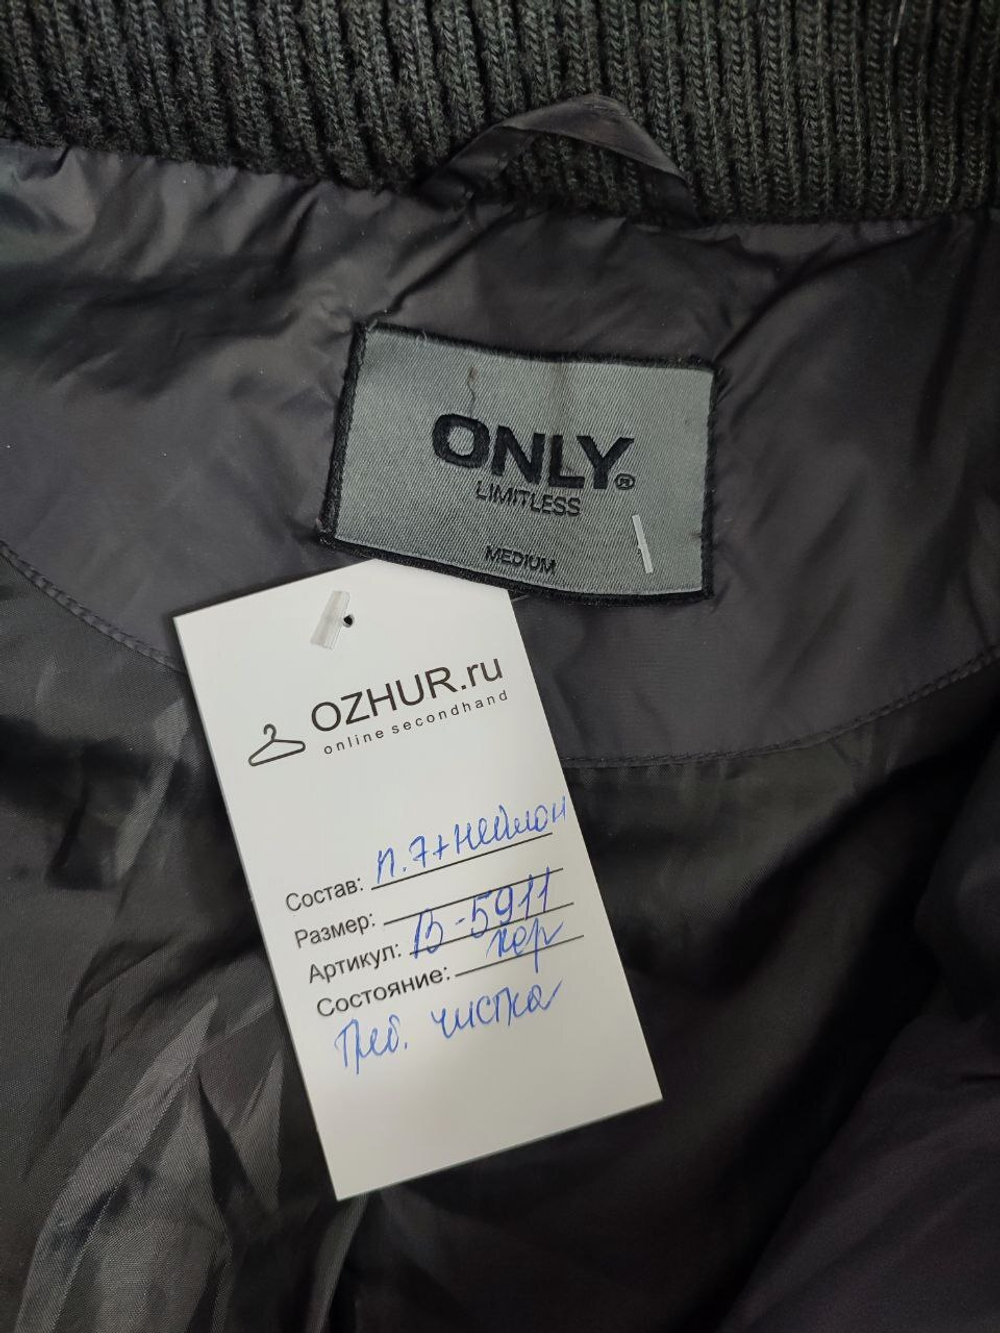 ONLY®
LIMITLESS
MEDIUM
OZHUR.ru
online secondhand
Состав: п.э+нейлон
Размер:
Артикул: В-5911
Состояние: хор
Треб. чистка